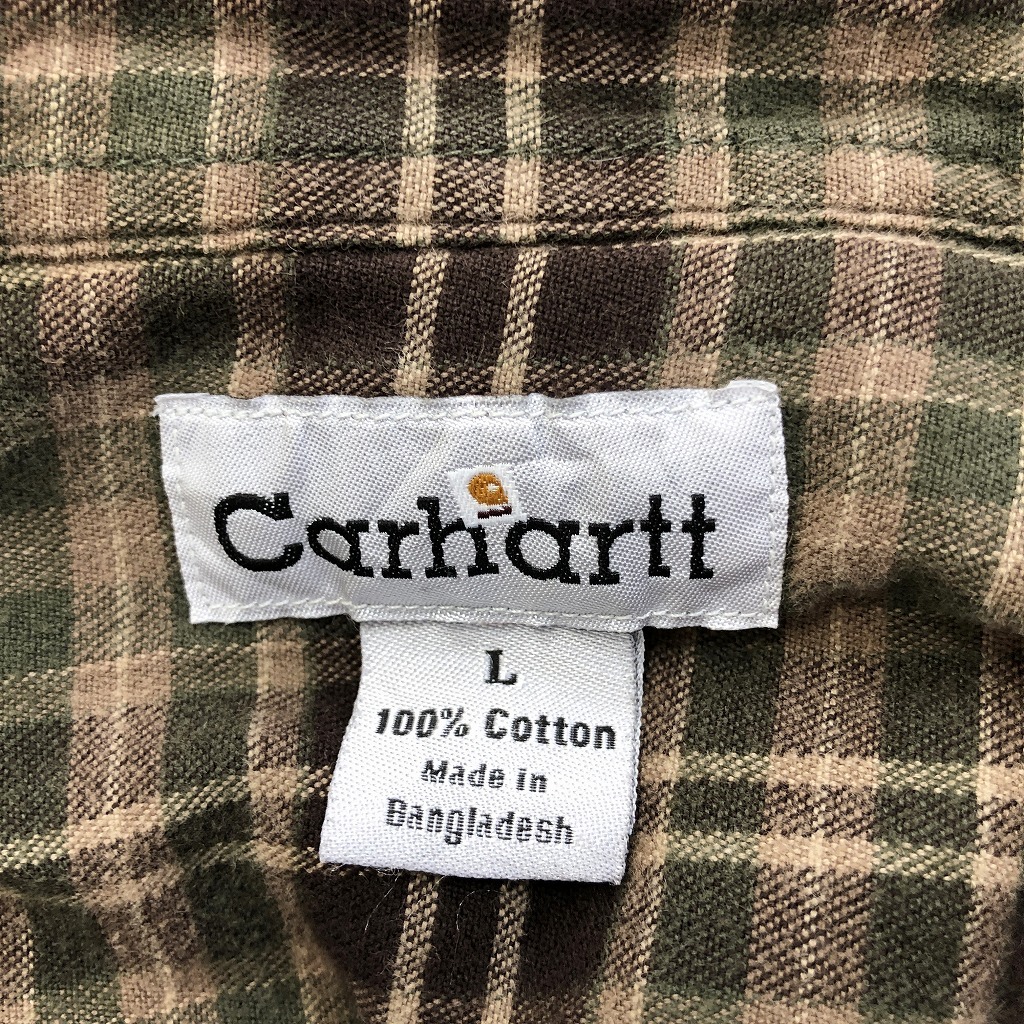 Carhartt
L
100% Cotton
Made in
Bangladesh